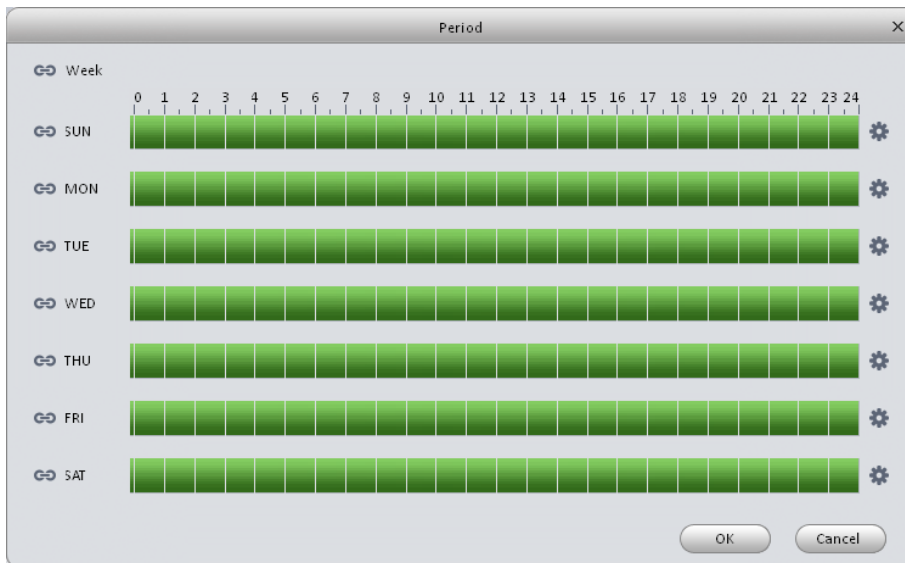 Period
Week
0 1 2 3 4 5 6 7 8 9 10 11 12 13 14 15 16 17 18 19 20 21 22 23 24
SUN
MON
TUE
WED
THU
FRI
SAT
OK Cancel